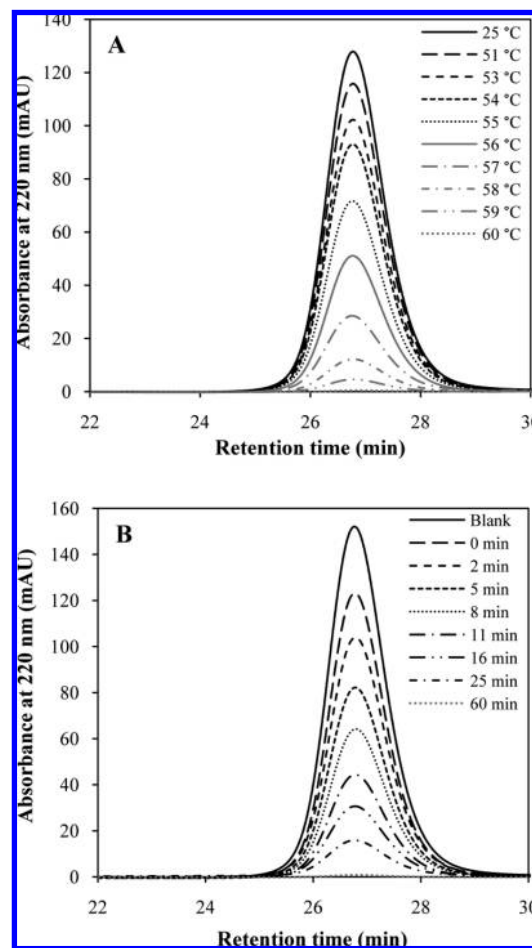 A
Absorbance at 220 nm (mAU)
140
120
100
80
60
40
20
0
25 °C
51 °C
53 °C
54 °C
55 °C
56 °C
57 °C
58 °C
59 °C
60 °C
22 24 26 28 30
Retention time (min)
B
Absorbance at 220 nm (mAU)
160
140
120
100
80
60
40
20
0
Blank
0 min
2 min
5 min
8 min
11 min
16 min
25 min
60 min
22 24 26 28 30
Retention time (min)